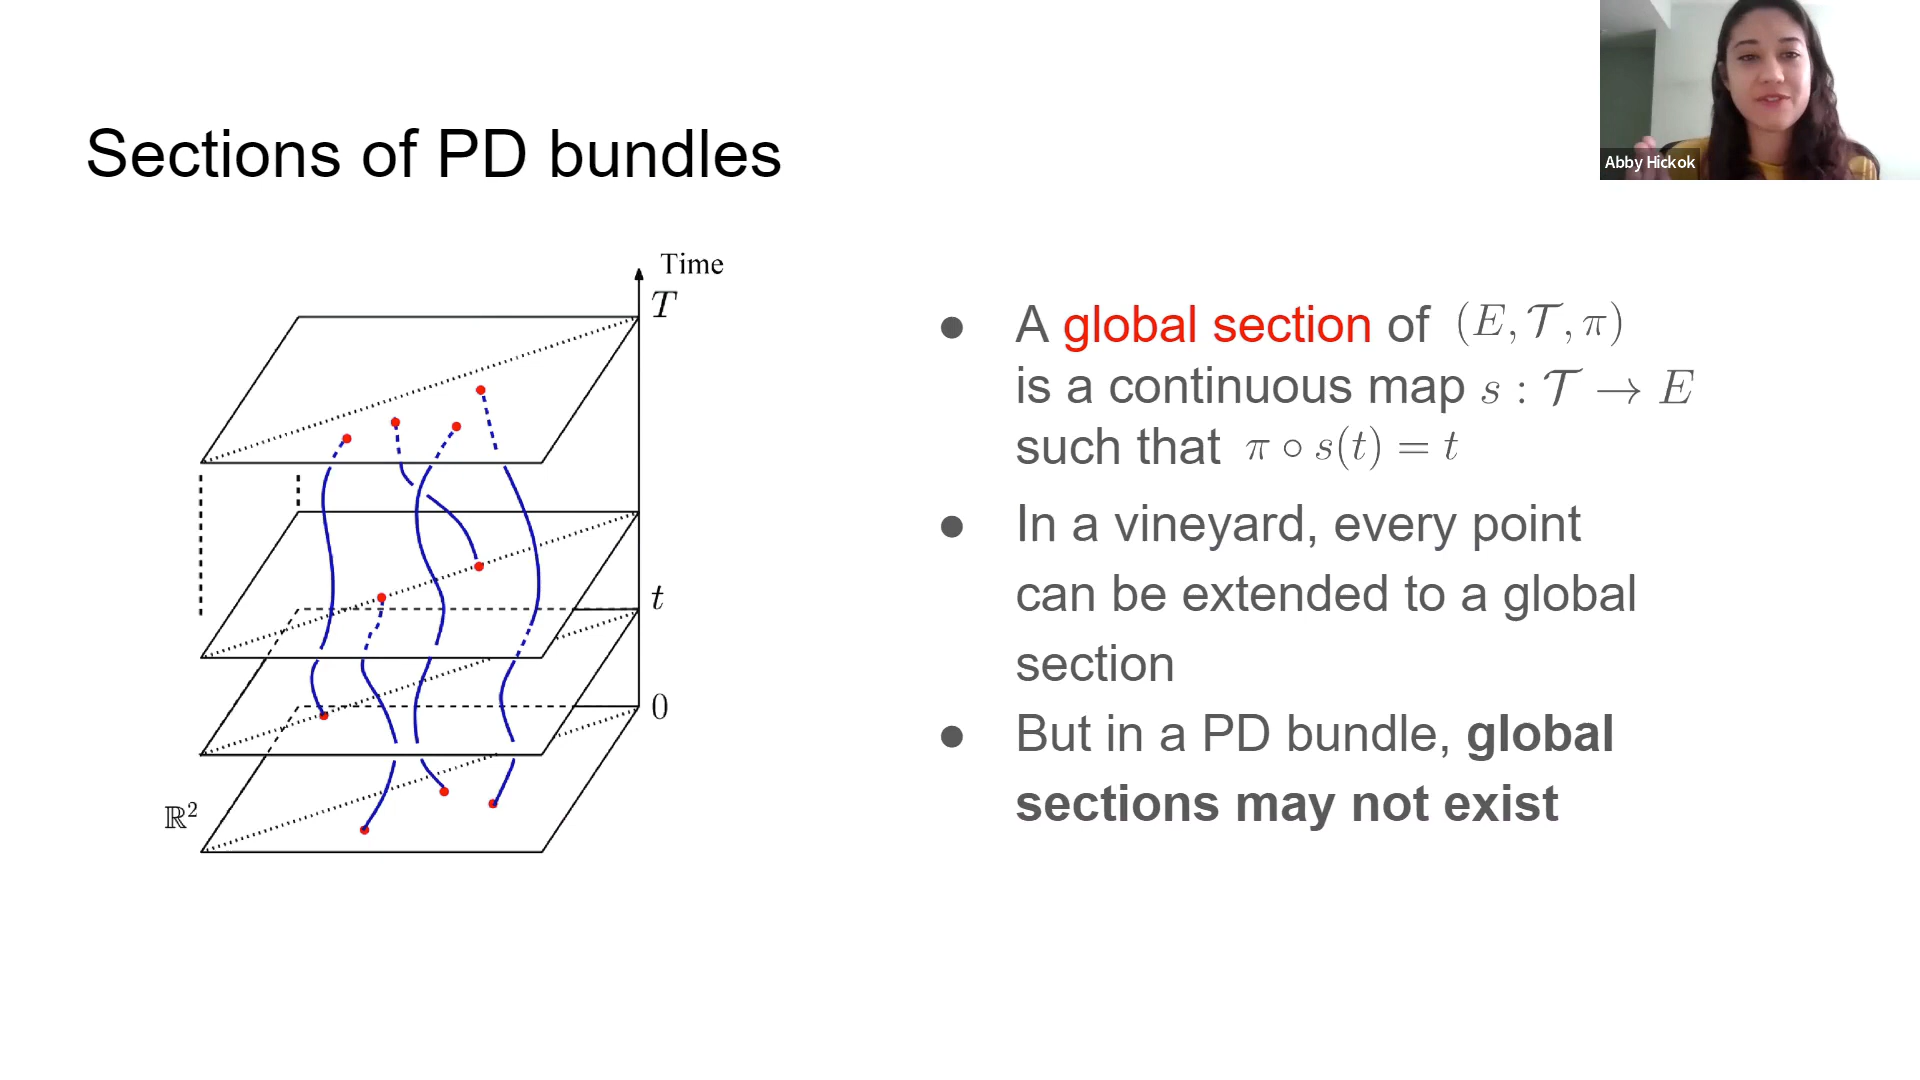 Abby Hickok
Sections of PD bundles
Time
T
t
0
ℝ²
● A global section of (E, 𝒯, π)
is a continuous map s : 𝒯 → E
such that π ∘ s(t) = t
● In a vineyard, every point
can be extended to a global
section
● But in a PD bundle, global
sections may not exist